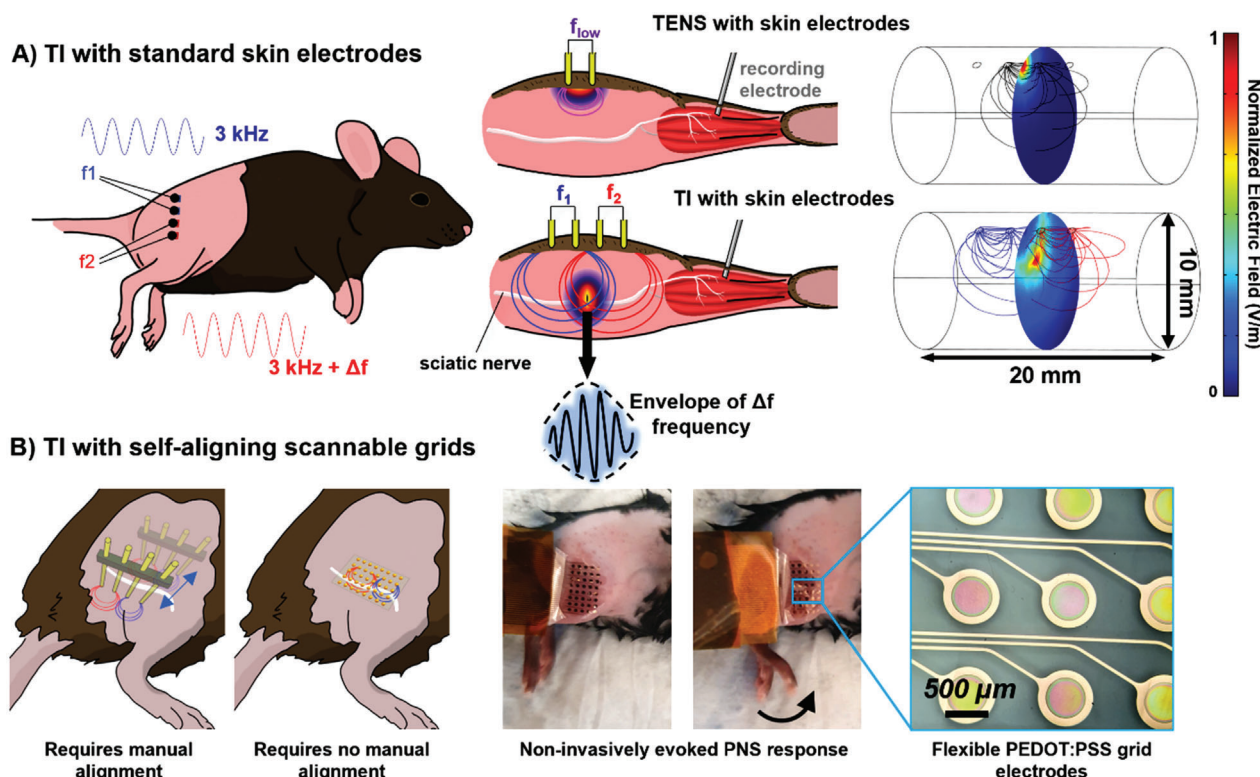 A) TI with standard skin electrodes
3 kHz
f1
f2
3 kHz + Δf
TENS with skin electrodes
f_low
recording
electrode
TI with skin electrodes
f_1
f_2
sciatic nerve
Envelope of Δf
frequency
10 mm
20 mm
1
Normalized Electric Field (V/m)
0
B) TI with self-aligning scannable grids
Requires manual
alignment
Requires no manual
alignment
Non-invasively evoked PNS response
500 µm
Flexible PEDOT:PSS grid
electrodes